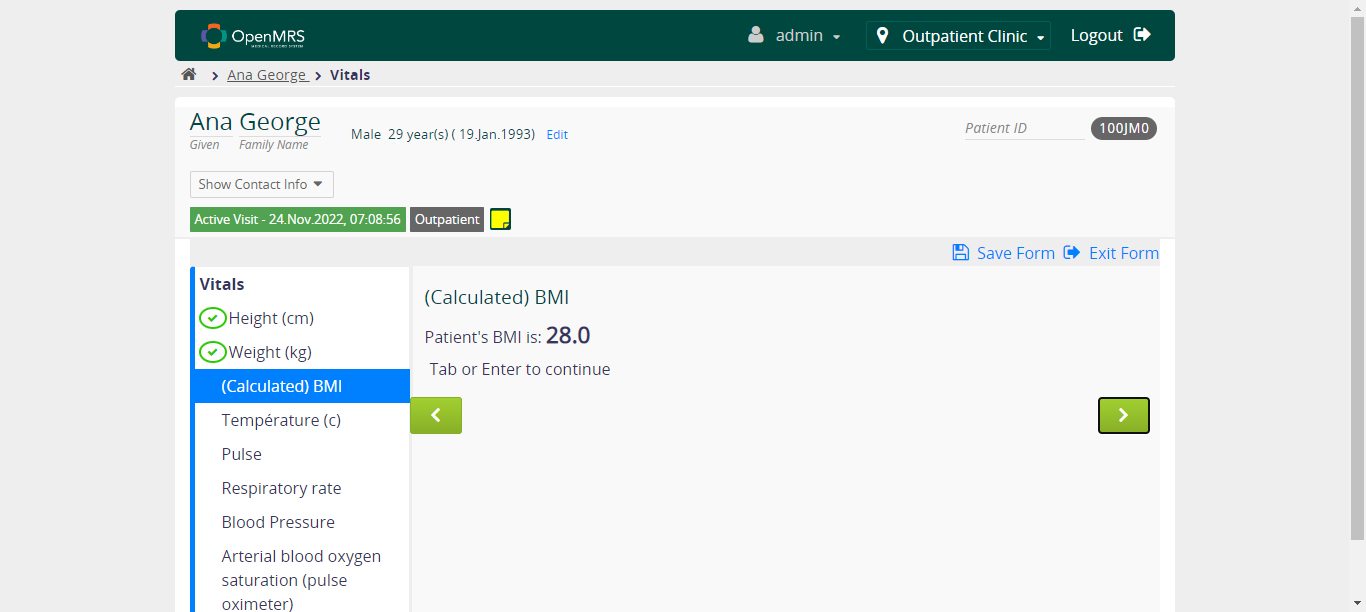 OpenMRS
MEDICAL RECORD SYSTEM
admin
Outpatient Clinic
Logout
Ana George
Vitals
Ana George
Given Family Name
Male 29 year(s) ( 19.Jan.1993) Edit
Patient ID 100JM0
Show Contact Info
Active Visit - 24.Nov.2022, 07:08:56 Outpatient
Save Form Exit Form
Vitals
Height (cm)
Weight (kg)
(Calculated) BMI
Température (c)
Pulse
Respiratory rate
Blood Pressure
Arterial blood oxygen
saturation (pulse
oximeter)
(Calculated) BMI
Patient's BMI is: 28.0
Tab or Enter to continue